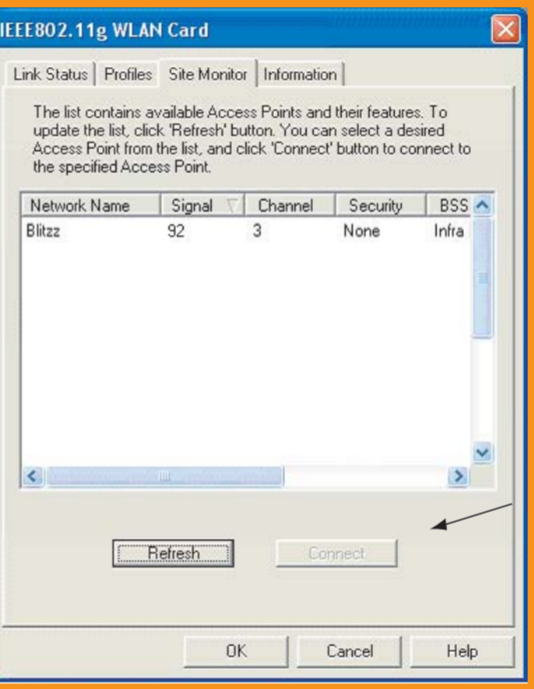 IEEE802.11g WLAN Card
Link Status Profiles Site Monitor Information
The list contains available Access Points and their features. To
update the list, click 'Refresh' button. You can select a desired
Access Point from the list, and click 'Connect' button to connect to
the specified Access Point.
Network Name Signal Channel Security BSS
Blitzz 92 3 None Infra
Refresh Connect
OK Cancel Help